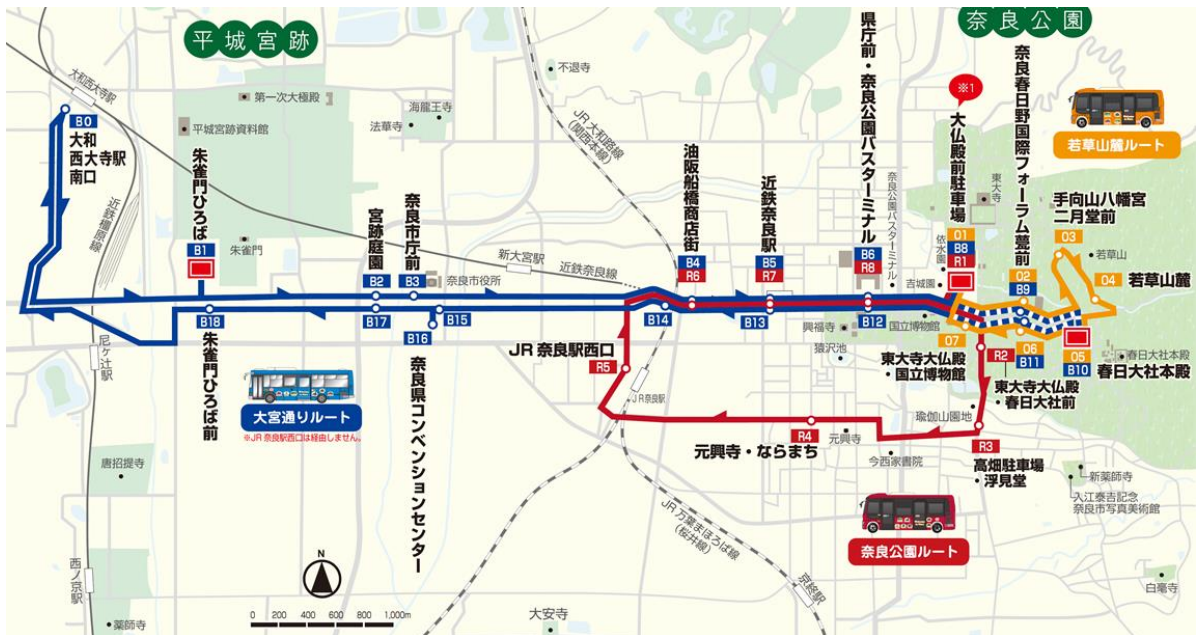 平城宮跡
奈良公園
大和西大寺駅
B0
大和
西大寺駅
南口
近鉄橿原線
第一次大極殿
平城宮跡資料館
朱雀門ひろば
B1
朱雀門
海龍王寺
法華寺
不退寺
JR大和路線
(関西本線)
宮跡庭園
B2
奈良市庁前
B3
奈良市役所
新大宮駅
近鉄奈良線
油阪船橋商店街
B4
R6
近鉄奈良駅
B5
R7
県庁前・奈良公園バスターミナル
B6
R8
奈良公園バスターミナル
※1
大仏殿前駐車場
O1
B8
R1
東大寺
依水園
吉城園
奈良春日野国際フォーラム甍前
O2
B9
若草山麓ルート
手向山八幡宮
二月堂前
O3
若草山
O4
若草山麓
B18
朱雀門ひろば前
B17
B16
奈良県コンベンションセンター
B15
B14
B13
B12
興福寺
猿沢池
国立博物館
O7
東大寺大仏殿
・国立博物館
R2
東大寺大仏殿
・春日大社前
O6
B11
O5
B10
春日大社本殿
春日大社本殿
尼ヶ辻駅
大宮通りルート
※JR奈良駅西口は経由しません。
JR奈良駅西口
R5
JR奈良駅
R4
元興寺・ならまち
元興寺
今西家書院
瑜伽山園地
R3
高畑駐車場
・浮見堂
新薬師寺
入江泰吉記念
奈良市写真美術館
奈良公園ルート
唐招提寺
西ノ京駅
薬師寺
N
0 200 400 600 800 1,000m
大安寺
JR万葉まほろば線
(桜井線)
京終駅
白毫寺